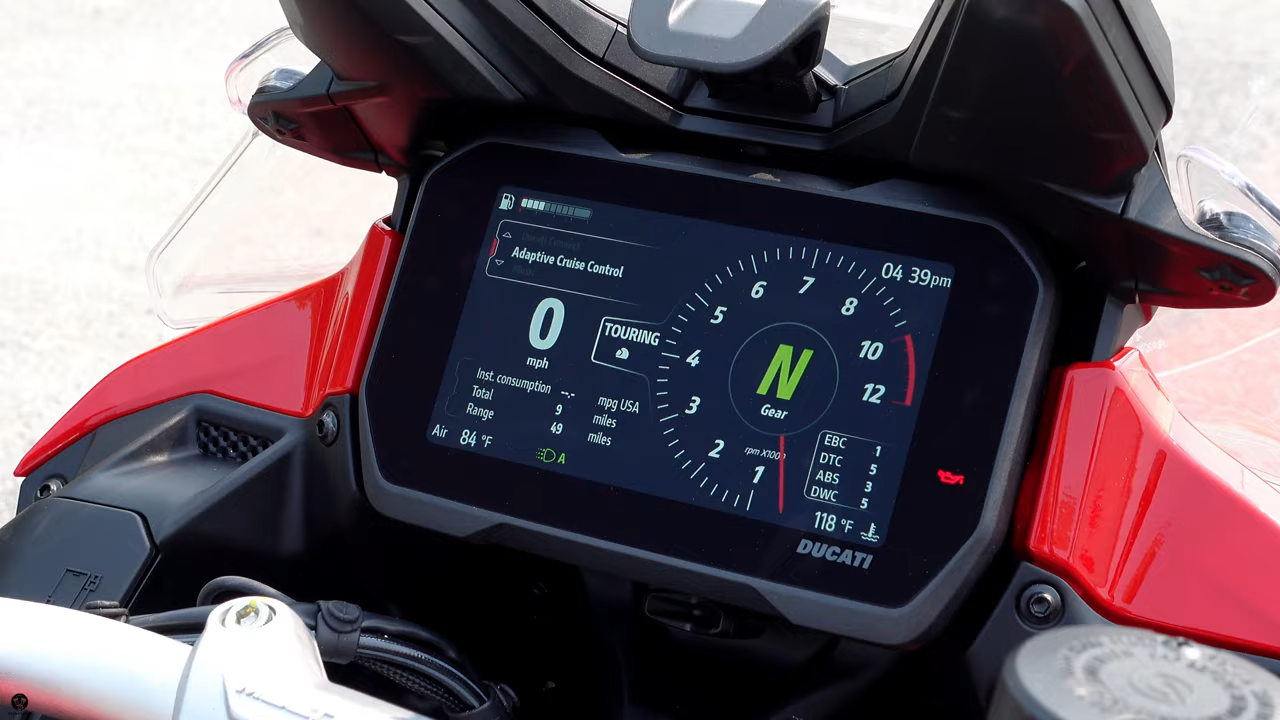 Adaptive Cruise Control
04 39pm
0
mph
TOURING
Inst. consumption --.- mpg USA
Total 9 miles
Range 49 miles
Air 84 °F
A
1
2
3
4
5
6
7
8
10
12
N
Gear
rpm X1000
EBC 1
DTC 5
ABS 3
DWC 5
118 °F
DUCATI